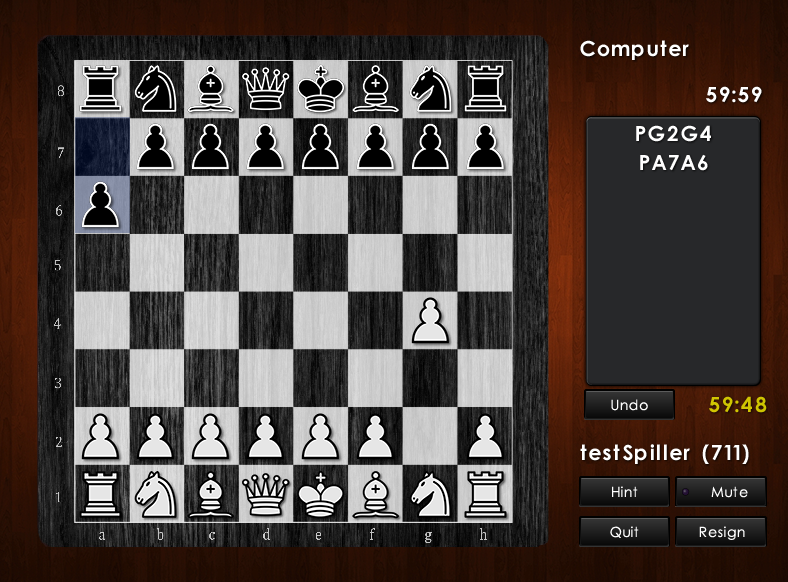 Computer
59:59
PG2G4
PA7A6
8
7
6
5
4
3
2
1
a b c d e f g h
Undo
59:48
testSpiller (711)
Hint
Mute
Quit
Resign